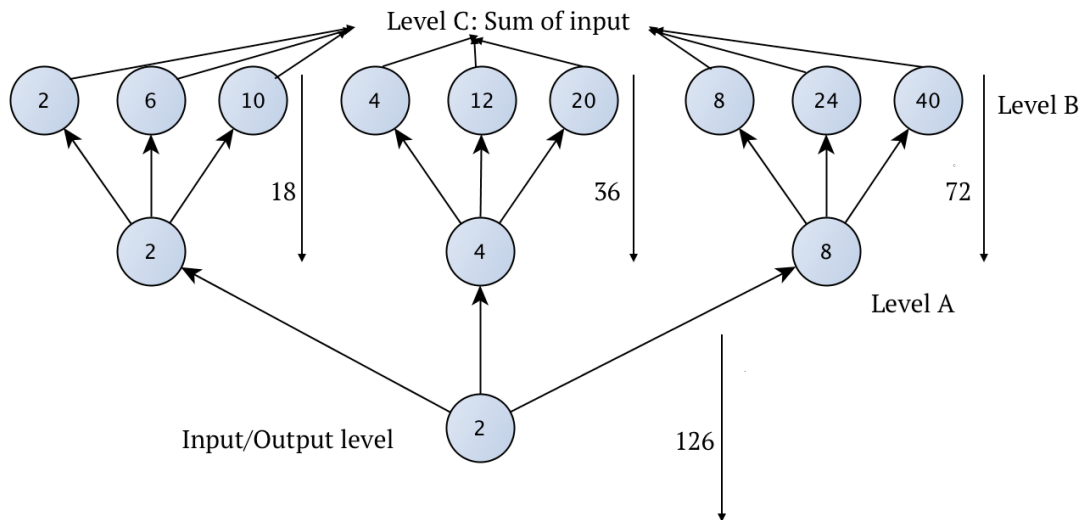 Level C: Sum of input
2 6 10 4 12 20 8 24 40
Level B
18 36 72
2 4 8
Level A
2
Input/Output level
126